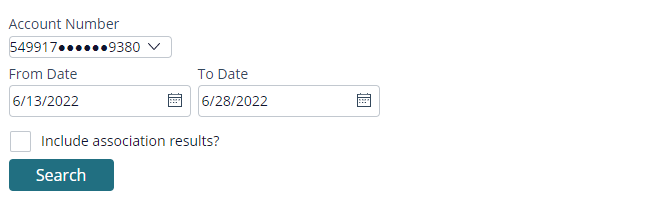 Account Number
549917●●●●●●9380
From Date To Date
6/13/2022 6/28/2022
Include association results?
Search